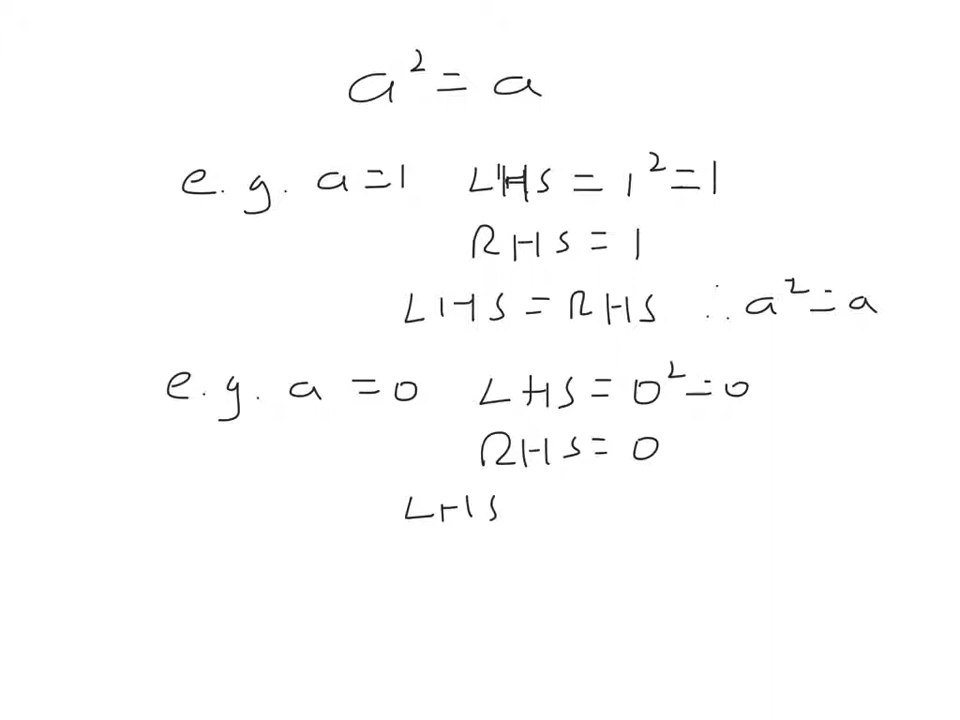 a² = a
e.g. a=1 LHS = 1² = 1
RHS = 1
LHS = RHS ∴ a² = a
e.g. a = 0 LHS = 0² = 0
RHS = 0
LHS